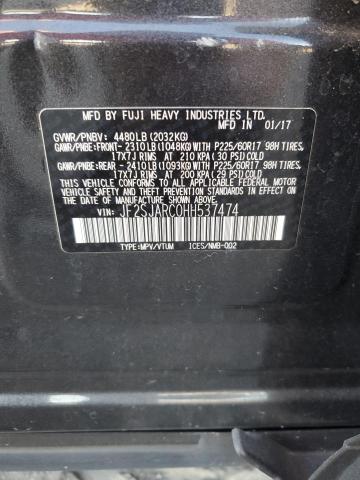 MFD BY FUJI HEAVY INDUSTRIES LTD. 01/17
GVWR/PNBV: 4480LB (2032KG)
GAWR/PNBE:FRONT- 2310LB (1048KG) WITH P225/60R17 98H TIRES,
17X7J RIMS AT 210 KPA (30 PSI) COLD
GAWR/PNBE:REAR - 2410LB (1093KG) WITH P225/60R17 98H TIRES,
17X7J RIMS AT 200 KPA (29 PSI) COLD
THIS VEHICLE CONFORMS TO ALL APPLICABLE FEDERAL MOTOR VEHICLE
SAFETY, BUMPER, AND THEFT PREVENTION STANDARDS IN EFFECT ON THE
DATE OF MANUFACTURE SHOWN ABOVE.
VIN: JF2SJARC0HH537474
TYPE:MPV/VTUM ICES/NMB-002